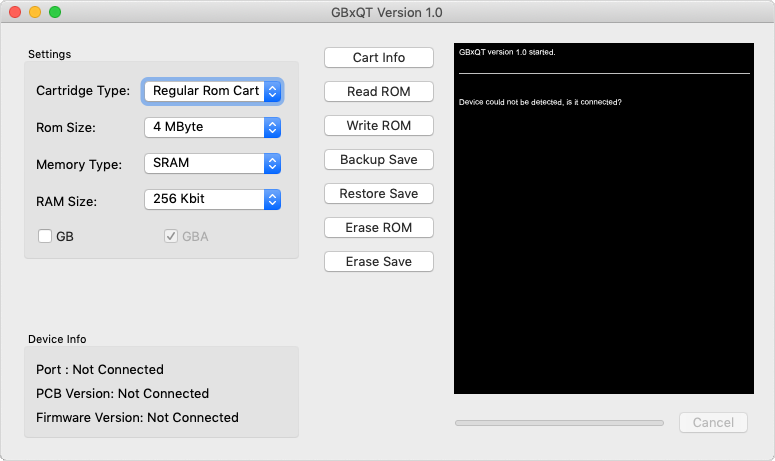 GBxQT Version 1.0
Settings
Cartridge Type: Regular Rom Cart
Rom Size: 4 MByte
Memory Type: SRAM
RAM Size: 256 Kbit
GB GBA
Cart Info
Read ROM
Write ROM
Backup Save
Restore Save
Erase ROM
Erase Save
GBxQT version 1.0 started.
Device could not be detected, is it connected?
Device Info
Port : Not Connected
PCB Version: Not Connected
Firmware Version: Not Connected
Cancel